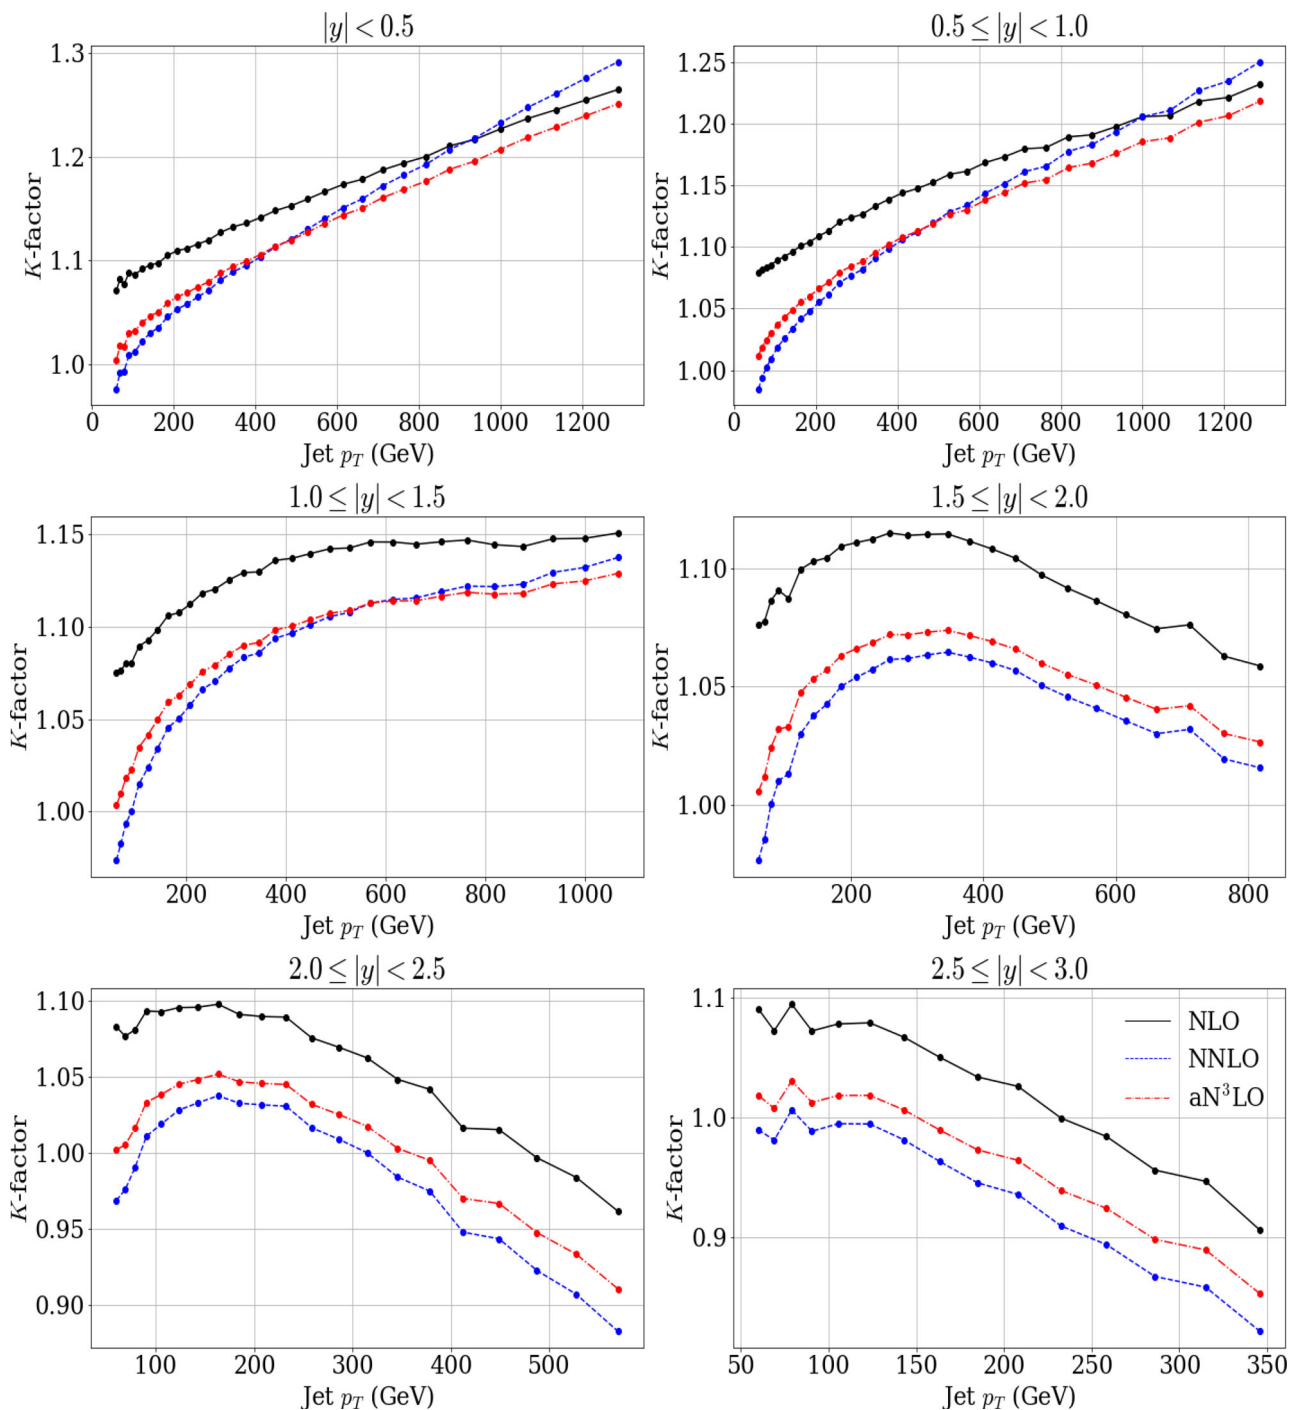 |y| < 0.5
1.3
1.2
1.1
1.0
K-factor
0 200 400 600 800 1000 1200
Jet p_T (GeV)
0.5 ≤ |y| < 1.0
1.25
1.20
1.15
1.10
1.05
1.00
K-factor
0 200 400 600 800 1000 1200
Jet p_T (GeV)
1.0 ≤ |y| < 1.5
1.15
1.10
1.05
1.00
K-factor
200 400 600 800 1000
Jet p_T (GeV)
1.5 ≤ |y| < 2.0
1.10
1.05
1.00
K-factor
200 400 600 800
Jet p_T (GeV)
2.0 ≤ |y| < 2.5
1.10
1.05
1.00
0.95
0.90
K-factor
100 200 300 400 500
Jet p_T (GeV)
2.5 ≤ |y| < 3.0
1.1
1.0
0.9
K-factor
NLO
NNLO
aN³LO
50 100 150 200 250 300 350
Jet p_T (GeV)